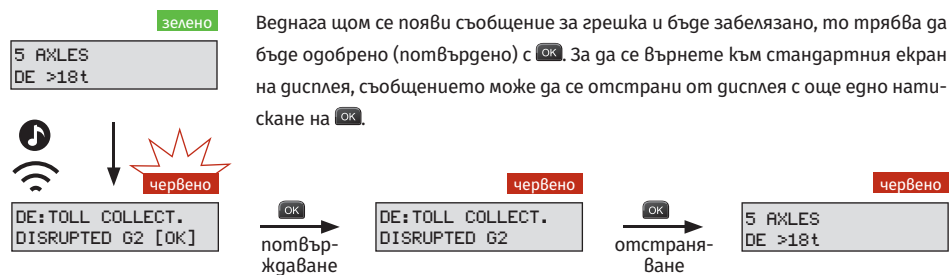 зелено
5 AXLES
DE >18t
Веднага щом се появи съобщение за грешка и бъде забелязано, то трябва да
бъде одобрено (потвърдено) с OK. За да се върнете към стандартния екран
на дисплея, съобщението може да се отстрани от дисплея с още едно нати-
скане на OK.
червено
DE:TOLL COLLECT.
DISRUPTED G2 [OK]
OK
потвър-
ждаване
червено
DE:TOLL COLLECT.
DISRUPTED G2
OK
отстраня-
ване
червено
5 AXLES
DE >18t